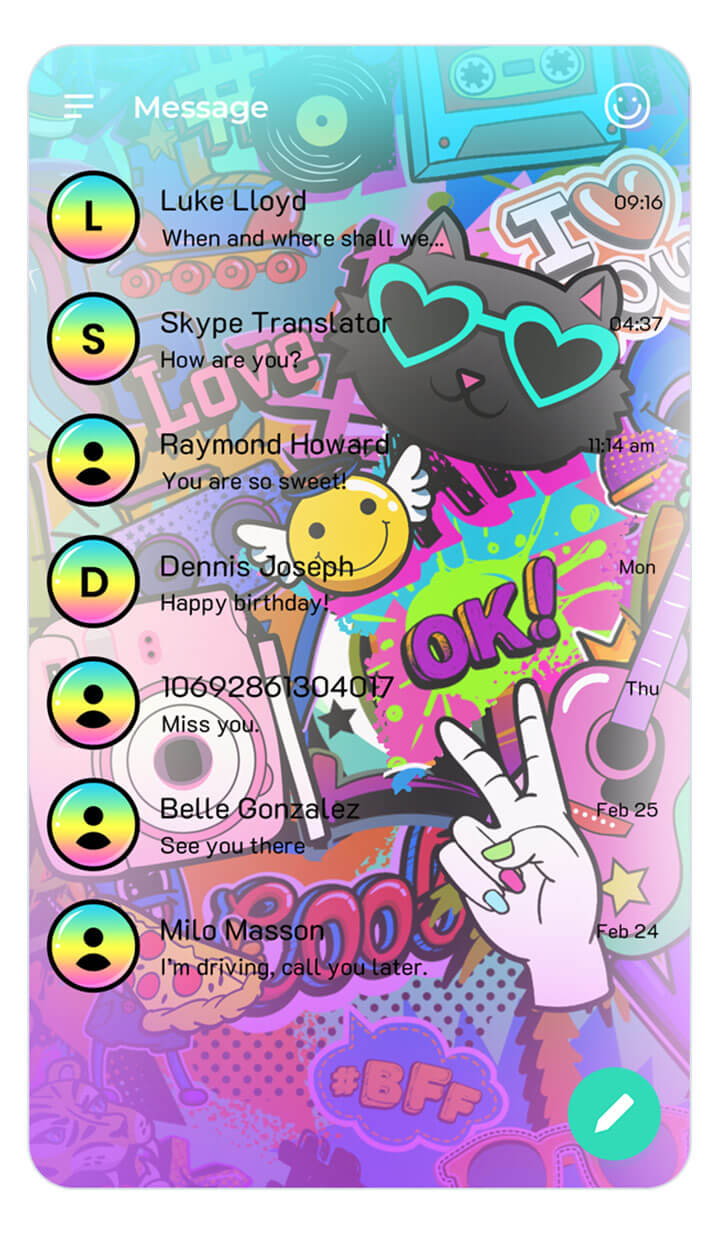 Message
Luke Lloyd
09:16
When and where shall we...
I
Skype Translator
04:37
How are you?
Love
Raymond Howard
11:14 am
You are so sweet!
Dennis Joseph
Mon
Happy birthday!
OK!
10692861304017
Thu
Miss you.
Belle Gonzalez
Feb 25
See you there
Milo Masson
Feb 24
I'm driving, call you later.
#BFF
L
S
D